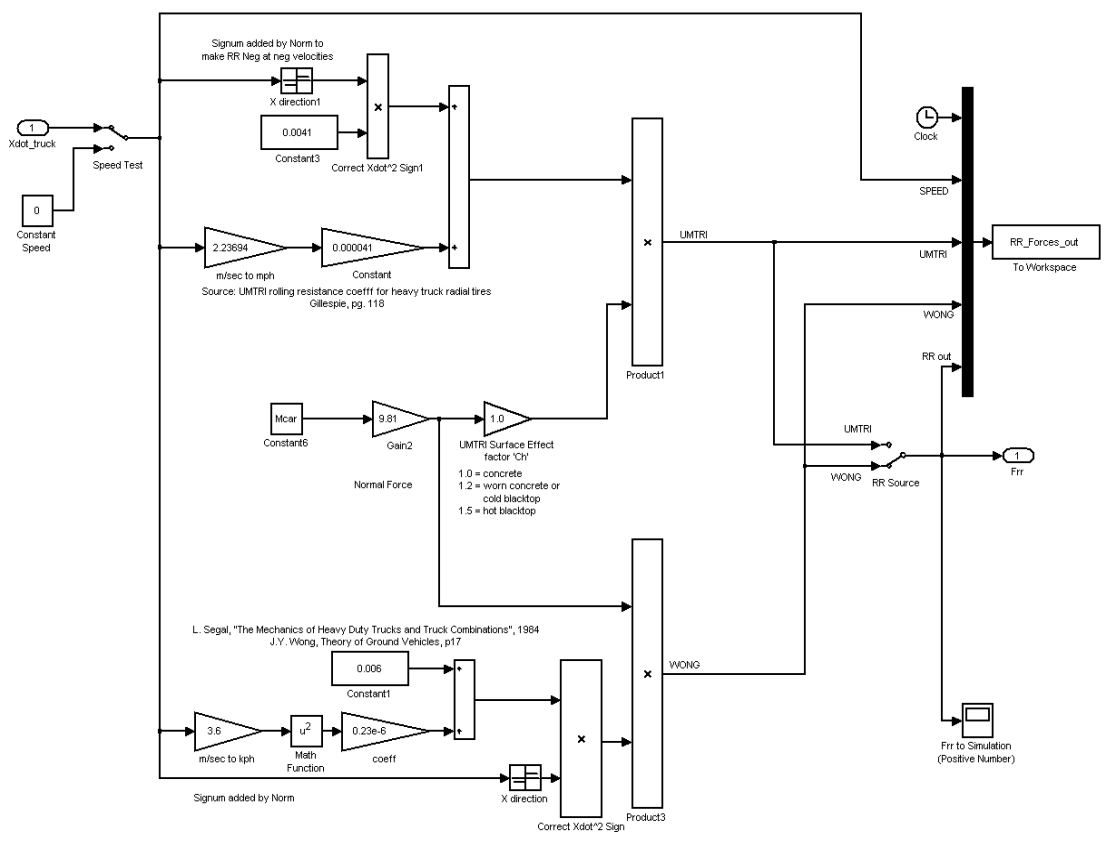 Signum added by Norm to
make RR Neg at neg velocities
X direction1
×
0.0041
Constant3
Correct Xdot^2 Sign1
+
+
1
Xdot_truck
Speed Test
0
Constant
Speed
2.23694
m/sec to mph
0.000041
Constant
Source: UMTRI rolling resistance coefff for heavy truck radial tires
Gillespie, pg. 118
×
Product1
UMTRI
Clock
SPEED
UMTRI
WONG
RR out
RR_Forces_out
To Workspace
Mcar
Constant6
9.81
Gain2
1.0
UMTRI Surface Effect
factor 'Ch'
Normal Force
1.0 = concrete
1.2 = worn concrete or
cold blacktop
1.5 = hot blacktop
UMTRI
WONG
RR Source
1
Frr
L. Segal, "The Mechanics of Heavy Duty Trucks and Truck Combinations", 1984
J.Y. Wong, Theory of Ground Vehicles, p17
0.006
Constant1
+
+
3.6
m/sec to kph
u2
Math
Function
0.23e-6
coeff
×
Correct Xdot^2 Sign
X direction
Signum added by Norm
×
Product3
WONG
Frr to Simulation
(Positive Number)